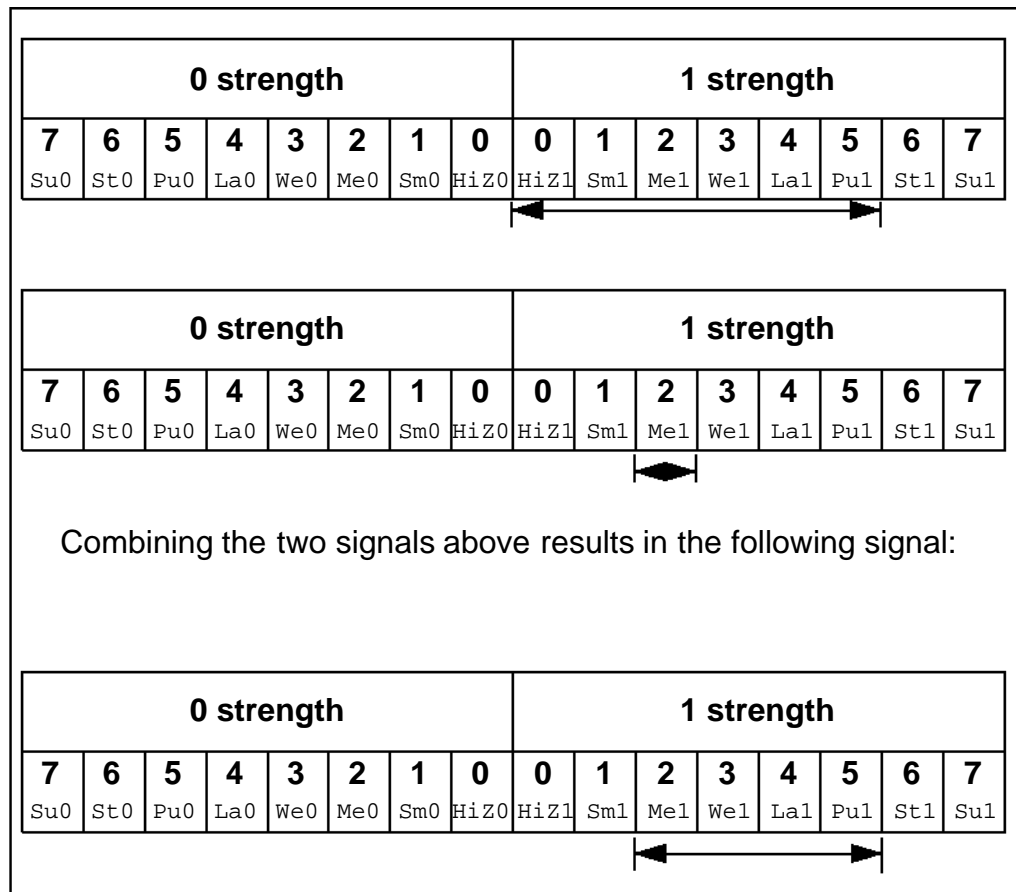 0 strength 1 strength
7 6 5 4 3 2 1 0 0 1 2 3 4 5 6 7
Su0 St0 Pu0 La0 We0 Me0 Sm0 HiZ0 HiZ1 Sm1 Me1 We1 La1 Pu1 St1 Su1
0 strength 1 strength
7 6 5 4 3 2 1 0 0 1 2 3 4 5 6 7
Su0 St0 Pu0 La0 We0 Me0 Sm0 HiZ0 HiZ1 Sm1 Me1 We1 La1 Pu1 St1 Su1
Combining the two signals above results in the following signal:
0 strength 1 strength
7 6 5 4 3 2 1 0 0 1 2 3 4 5 6 7
Su0 St0 Pu0 La0 We0 Me0 Sm0 HiZ0 HiZ1 Sm1 Me1 We1 La1 Pu1 St1 Su1